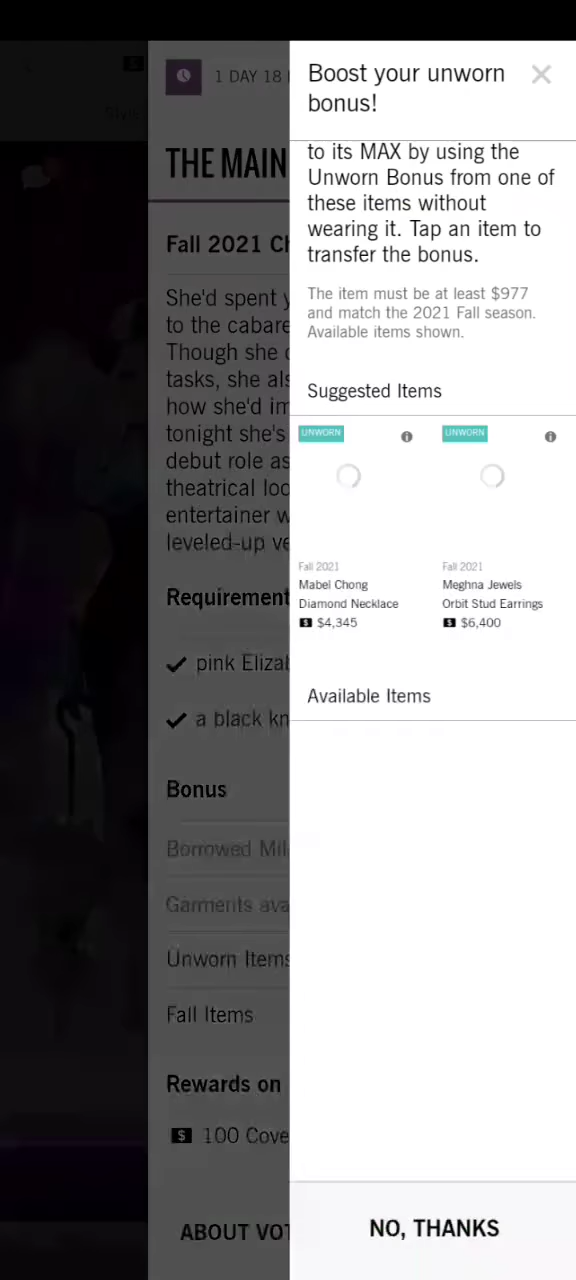 1 DAY 18
Style
THE MAIN
Fall 2021
She'd spent
to the cabare
Though she
tasks, she als
how she'd im
tonight she's
debut role as
theatrical loo
entertainer w
leveled-up ve
Requirement
pink Elizal
a black kn
Bonus
Borrowed Mil
Garments ava
Unworn Items
Fall Items
Rewards on
$ 100 Cove
ABOUT VOT
Boost your unworn
bonus!
to its MAX by using the
Unworn Bonus from one of
these items without
wearing it. Tap an item to
transfer the bonus.
The item must be at least $977
and match the 2021 Fall season.
Available items shown.
Suggested Items
UNWORN
Fall 2021
Mabel Chong
Diamond Necklace
$ $4,345
UNWORN
Fall 2021
Meghna Jewels
Orbit Stud Earrings
$ $6,400
Available Items
NO, THANKS